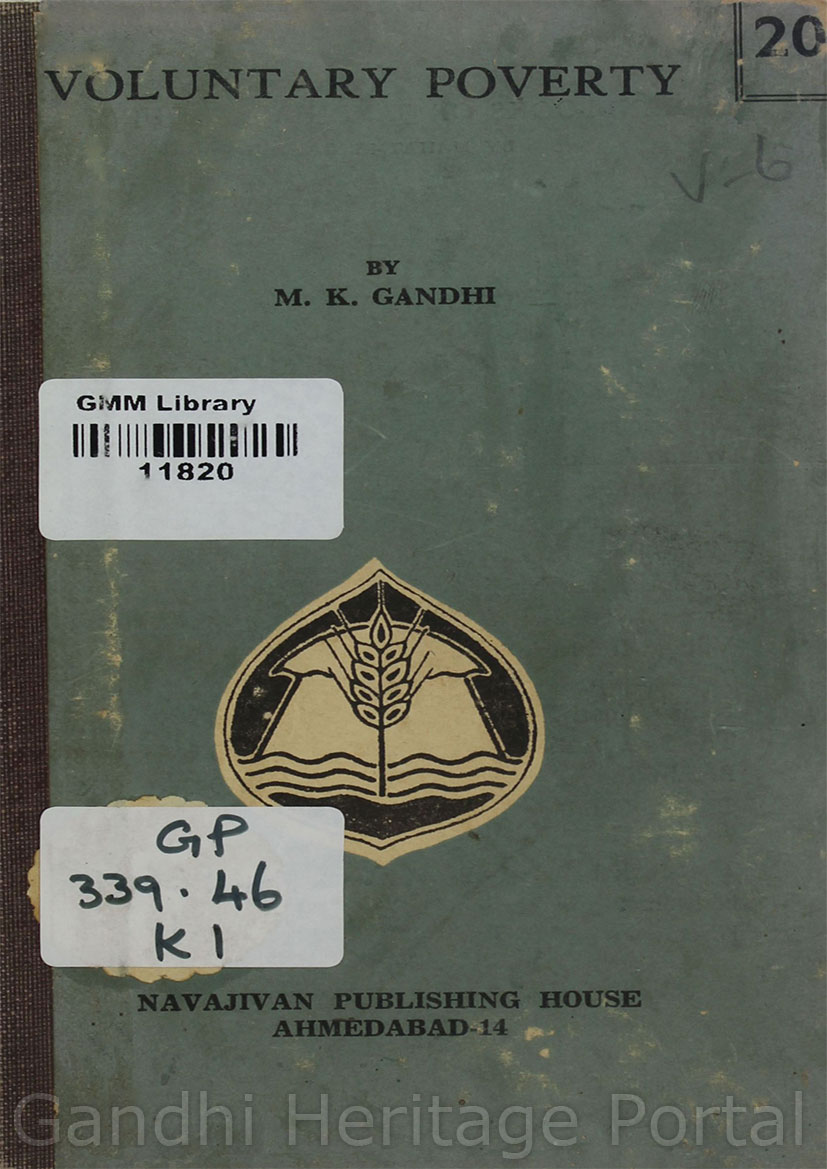 20
VOLUNTARY POVERTY
V-6
BY
M. K. GANDHI
GMM Library
11820
GP
339.46
K1
NAVAJIVAN PUBLISHING HOUSE
AHMEDABAD-14
Gandhi Heritage Portal